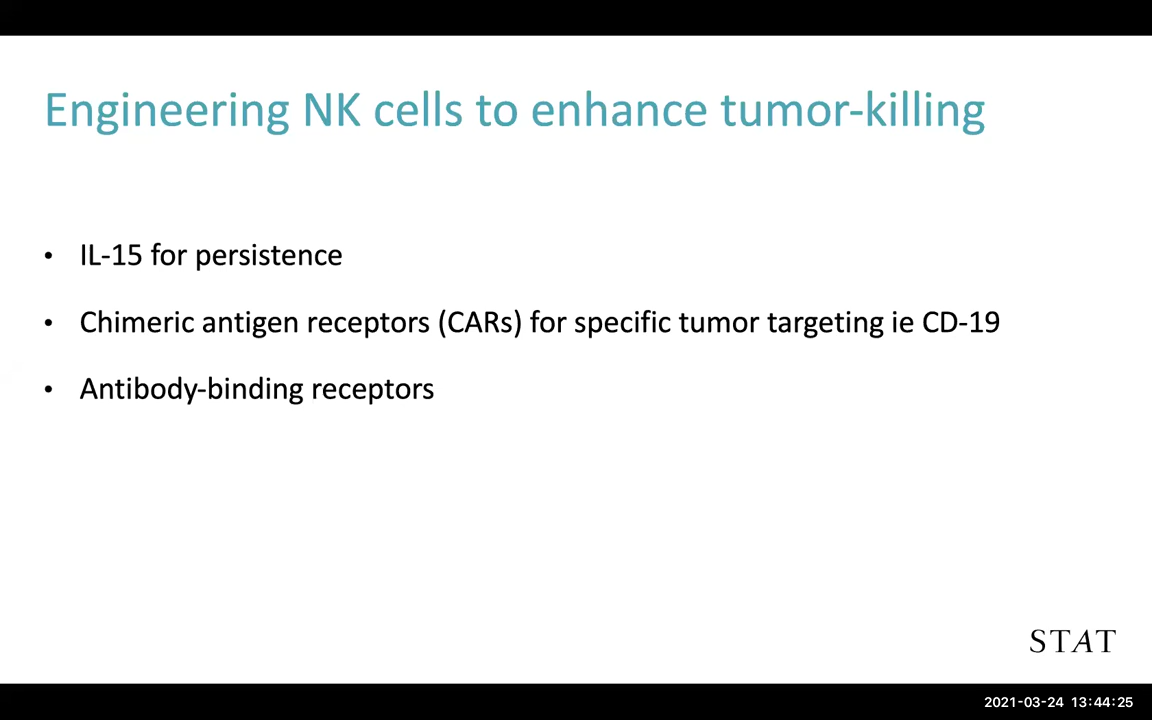 Engineering NK cells to enhance tumor-killing
• IL-15 for persistence
• Chimeric antigen receptors (CARs) for specific tumor targeting ie CD-19
• Antibody-binding receptors
STAT
2021-03-24 13:44:25